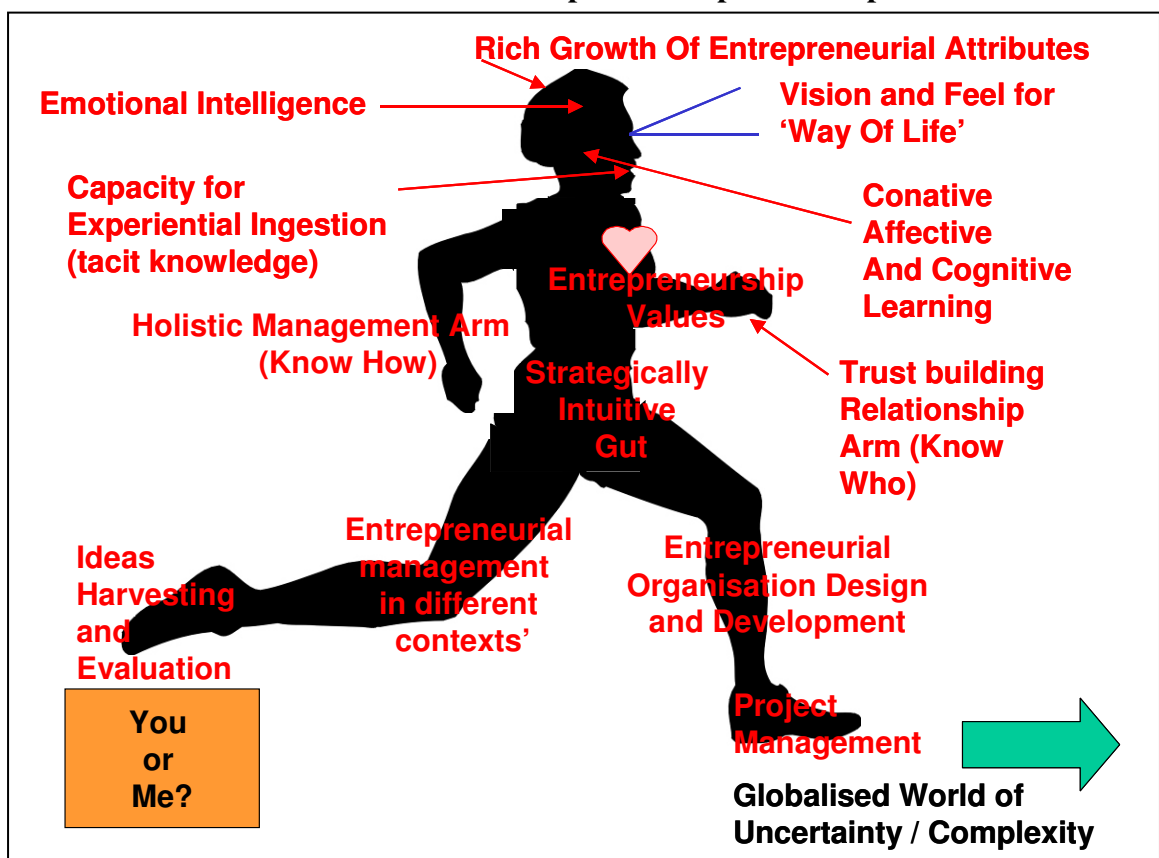 Rich Growth Of Entrepreneurial Attributes
Emotional Intelligence
Vision and Feel for
‘Way Of Life’
Capacity for
Experiential Ingestion
(tacit knowledge)
Conative
Affective
And Cognitive
Learning
Entrepreneurship
Values
Holistic Management Arm
(Know How)
Strategically
Intuitive
Gut
Trust building
Relationship
Arm (Know
Who)
Ideas
Harvesting
and
Evaluation
Entrepreneurial
management
in different
contexts’
Entrepreneurial
Organisation Design
and Development
You
or
Me?
Project
Management
Globalised World of
Uncertainty / Complexity